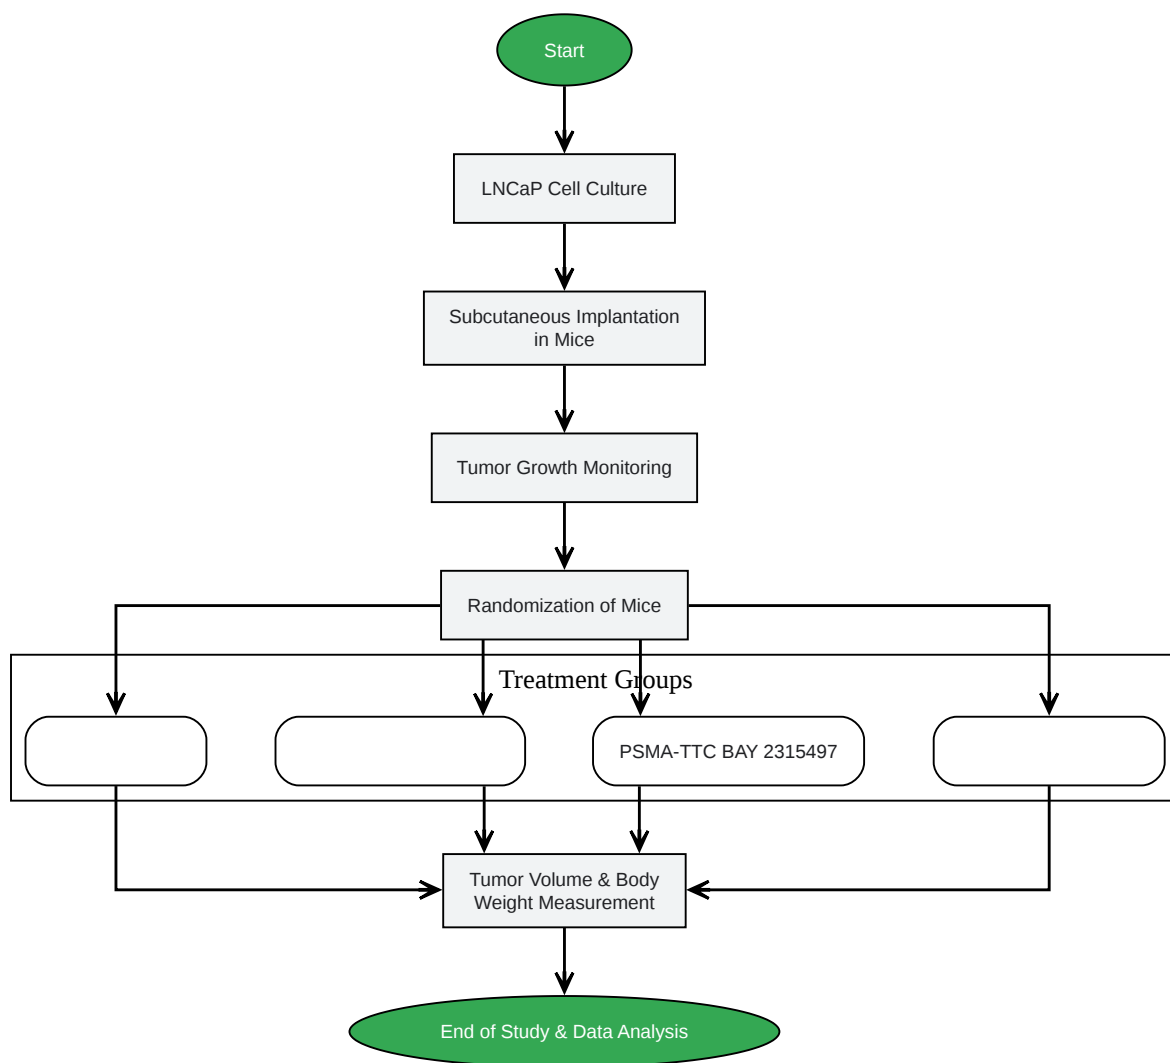 Start
LNCaP Cell Culture
Subcutaneous Implantation
in Mice
Tumor Growth Monitoring
Randomization of Mice
Treatment Groups
PSMA-TTC BAY 2315497
Tumor Volume & Body
Weight Measurement
End of Study & Data Analysis